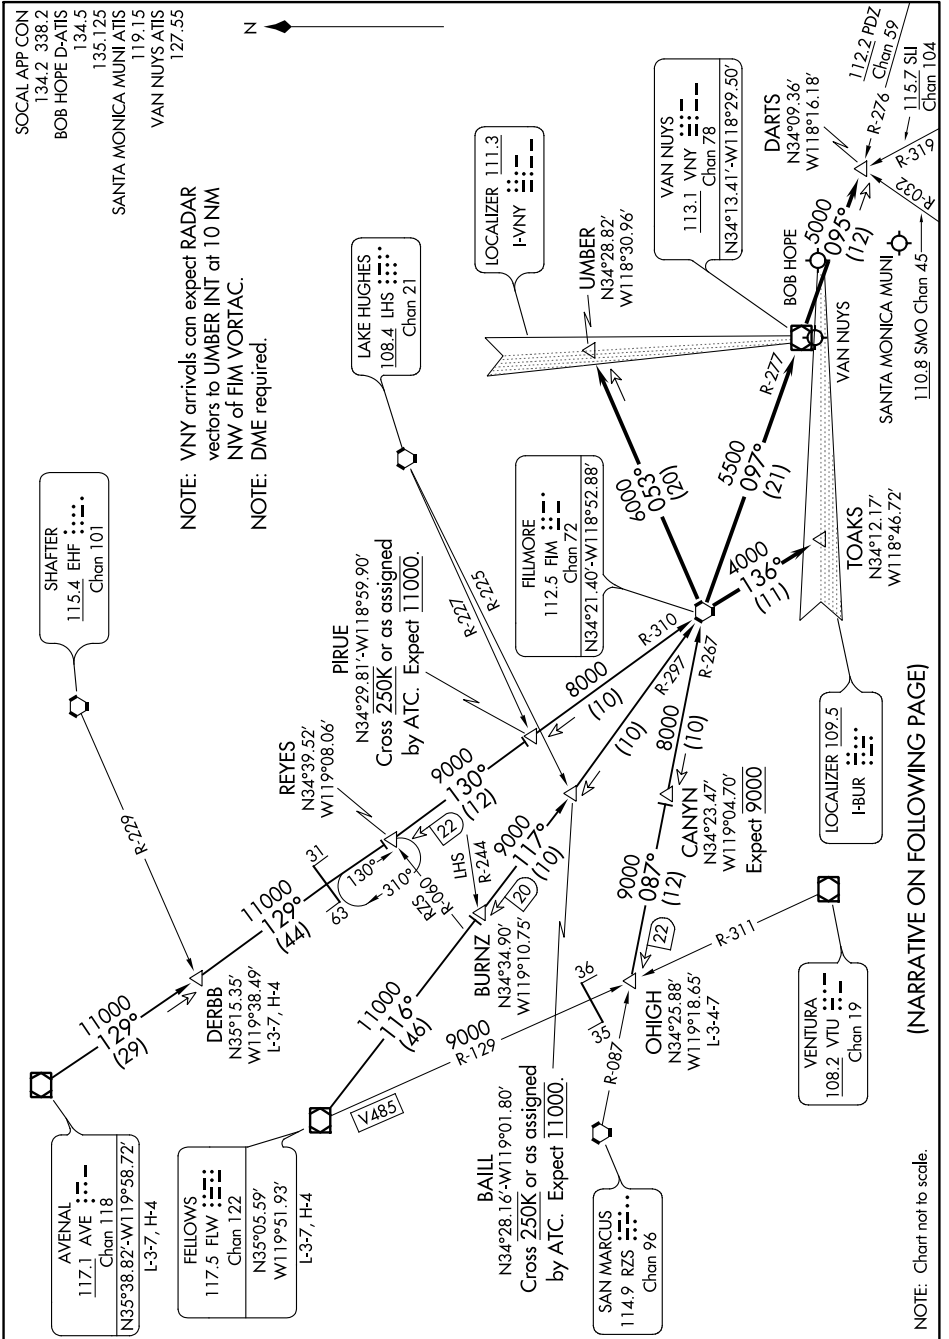 SOCAL APP CON
134.2 338.2
BOB HOPE D-ATIS
134.5
135.125
SANTA MONICA MUNI ATIS
119.15
VAN NUYS ATIS
127.55
N
NOTE: VNY arrivals can expect RADAR
vectors to UMBER INT at 10 NM
NW of FIM VORTAC.
NOTE: DME required.
SHAFTER
115.4 EHF
Chan 101
LAKE HUGHES
108.4 LHS
Chan 21
LOCALIZER 111.3
I-VNY
UMBER
N34°28.82'
W118°30.96'
VAN NUYS
113.1 VNY
Chan 78
N34°13.41'-W118°29.50'
DARTS
N34°09.36'
W118°16.18'
112.2 PDZ
Chan 59
R-276
115.7 SLI
Chan 104
R-319
R-032
5000
095°
(12)
BOB HOPE
VAN NUYS
SANTA MONICA MUNI
110.8 SMO Chan 45
R-277
5500
097°
(21)
6000
053°
(20)
4000
136°
(11)
TOAKS
N34°12.17'
W118°46.72'
LOCALIZER 109.5
I-BUR
FILLMORE
112.5 FIM
Chan 72
N34°21.40'-W118°52.88'
R-225
R-227
R-310
R-297
R-267
PIRUE
N34°29.81'-W118°59.90'
Cross 250K or as assigned
by ATC. Expect 11000.
8000
(10)
(10)
8000
(10)
REYES
N34°39.52'
W119°08.06'
9000
130°
(12)
22
31
63
130°
310°
R-060
RZS
LHS
R-244
R-229
11000
129°
(44)
DERBB
N35°15.35'
W119°38.49'
L-3-7, H-4
11000
129°
(29)
AVENAL
117.1 AVE
Chan 118
N35°38.82'-W119°58.72'
L-3-7, H-4
FELLOWS
117.5 FLW
Chan 122
N35°05.59'
W119°51.93'
L-3-7, H-4
11000
116°
(46)
BURNZ
N34°34.90'
W119°10.75'
20
9000
117°
(10)
V485
9000
R-129
36
35
BAILL
N34°28.16'-W119°01.80'
Cross 250K or as assigned
by ATC. Expect 11000.
CANYN
N34°23.47'
W119°04.70'
Expect 9000
9000
087°
(12)
22
OHIGH
N34°25.88'
W119°18.65'
L-3-4-7
R-087
R-311
SAN MARCUS
114.9 RZS
Chan 96
VENTURA
108.2 VTU
Chan 19
(NARRATIVE ON FOLLOWING PAGE)
NOTE: Chart not to scale.